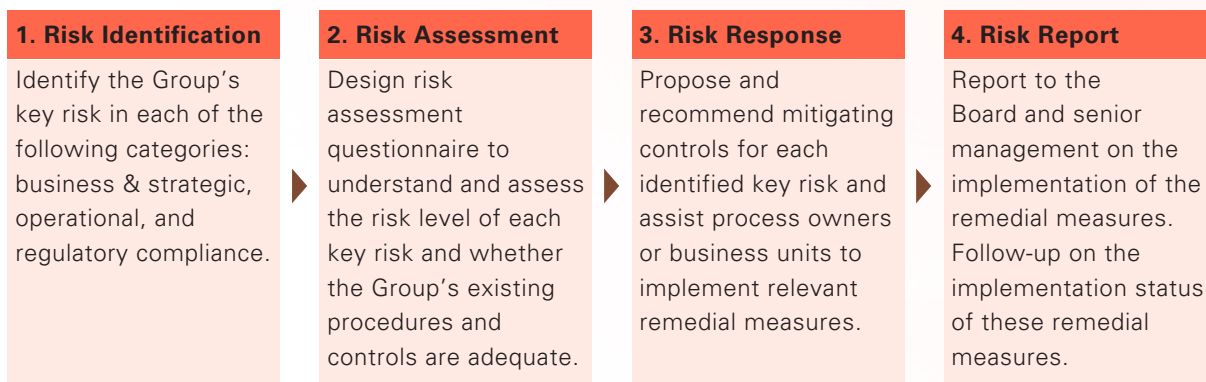 1. Risk Identification
Identify the Group's
key risk in each of the
following categories:
business & strategic,
operational, and
regulatory compliance.
2. Risk Assessment
Design risk
assessment
questionnaire to
understand and assess
the risk level of each
key risk and whether
the Group's existing
procedures and
controls are adequate.
3. Risk Response
Propose and
recommend mitigating
controls for each
identified key risk and
assist process owners
or business units to
implement relevant
remedial measures.
4. Risk Report
Report to the
Board and senior
management on the
implementation of the
remedial measures.
Follow-up on the
implementation status
of these remedial
measures.